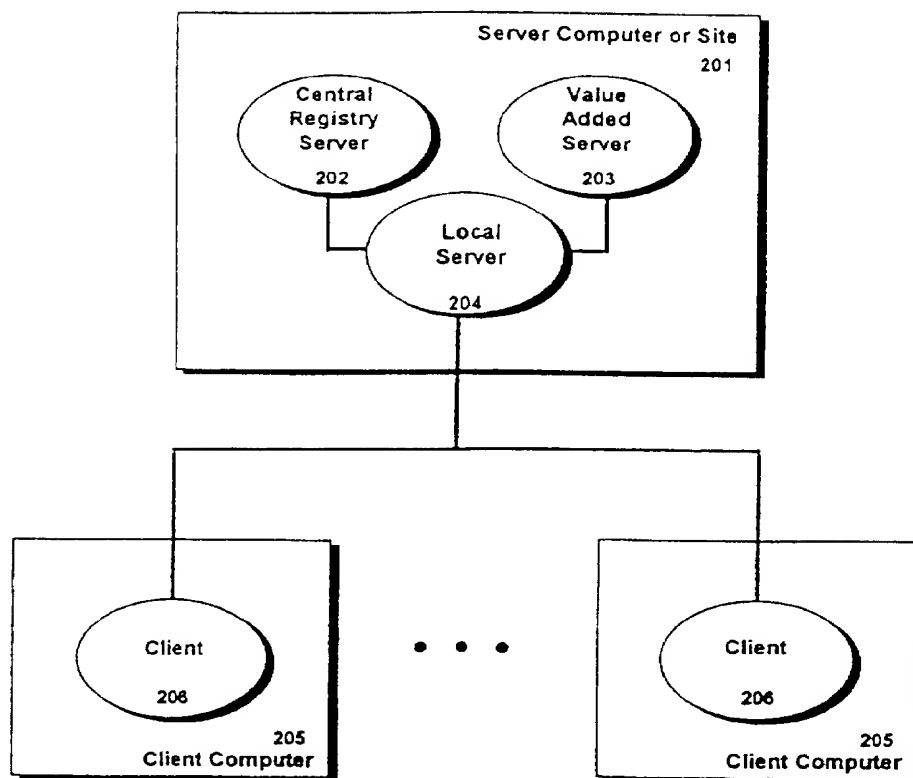 Server Computer or Site
201
Central
Registry
Server
202
Value
Added
Server
203
Local
Server
204
Client
206
205
Client Computer
Client
206
205
Client Computer